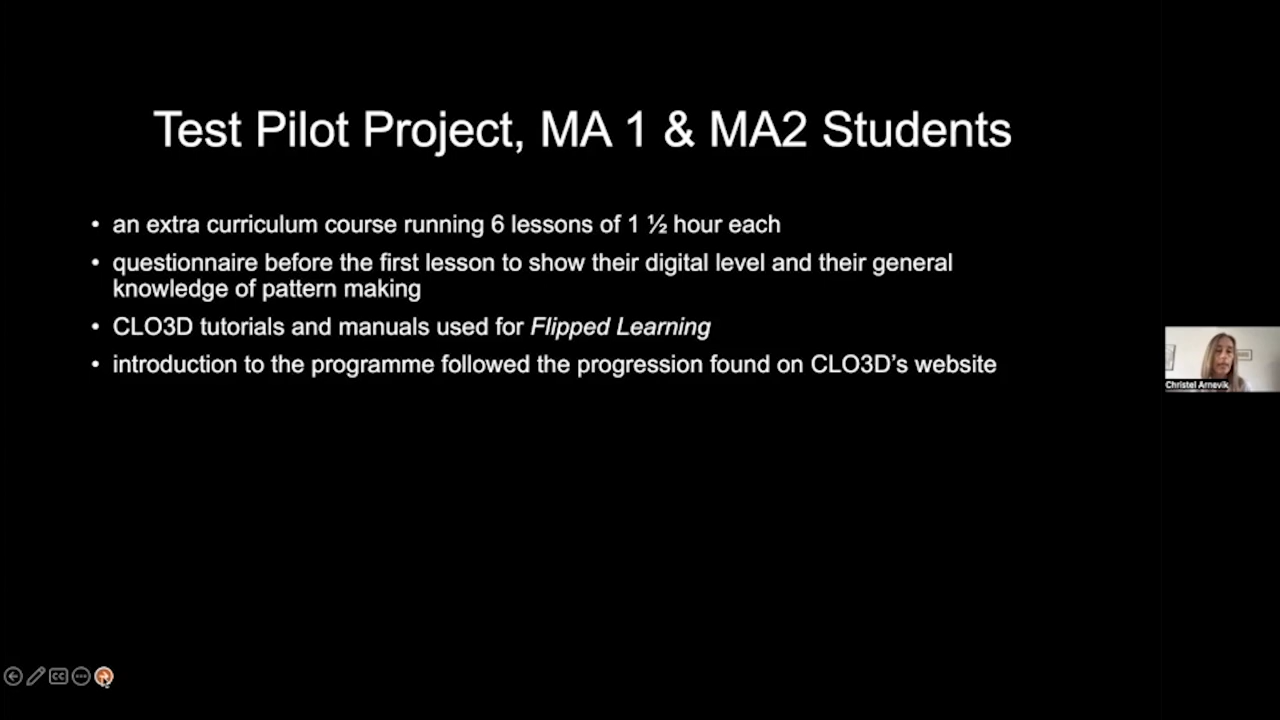 Test Pilot Project, MA 1 & MA2 Students
• an extra curriculum course running 6 lessons of 1 ½ hour each
• questionnaire before the first lesson to show their digital level and their general
knowledge of pattern making
• CLO3D tutorials and manuals used for Flipped Learning
• introduction to the programme followed the progression found on CLO3D’s website
Christel Arnevik
CC